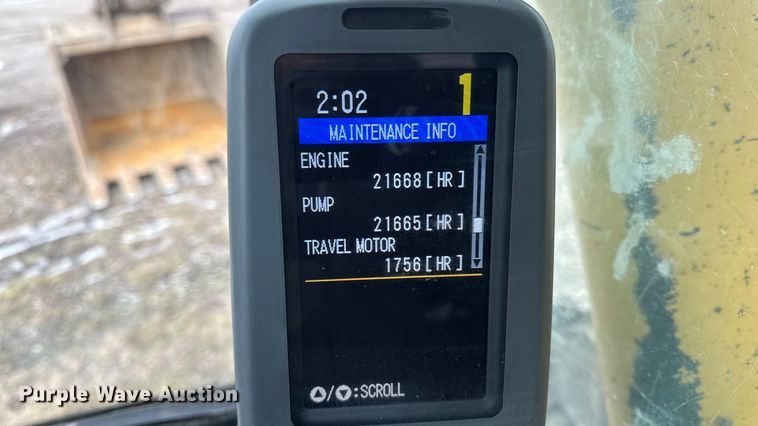 2:02
1
MAINTENANCE INFO
ENGINE
21668[ HR ]
PUMP
21665[ HR ]
TRAVEL MOTOR
1756[ HR ]
▲/▼:SCROLL
Purple Wave Auction